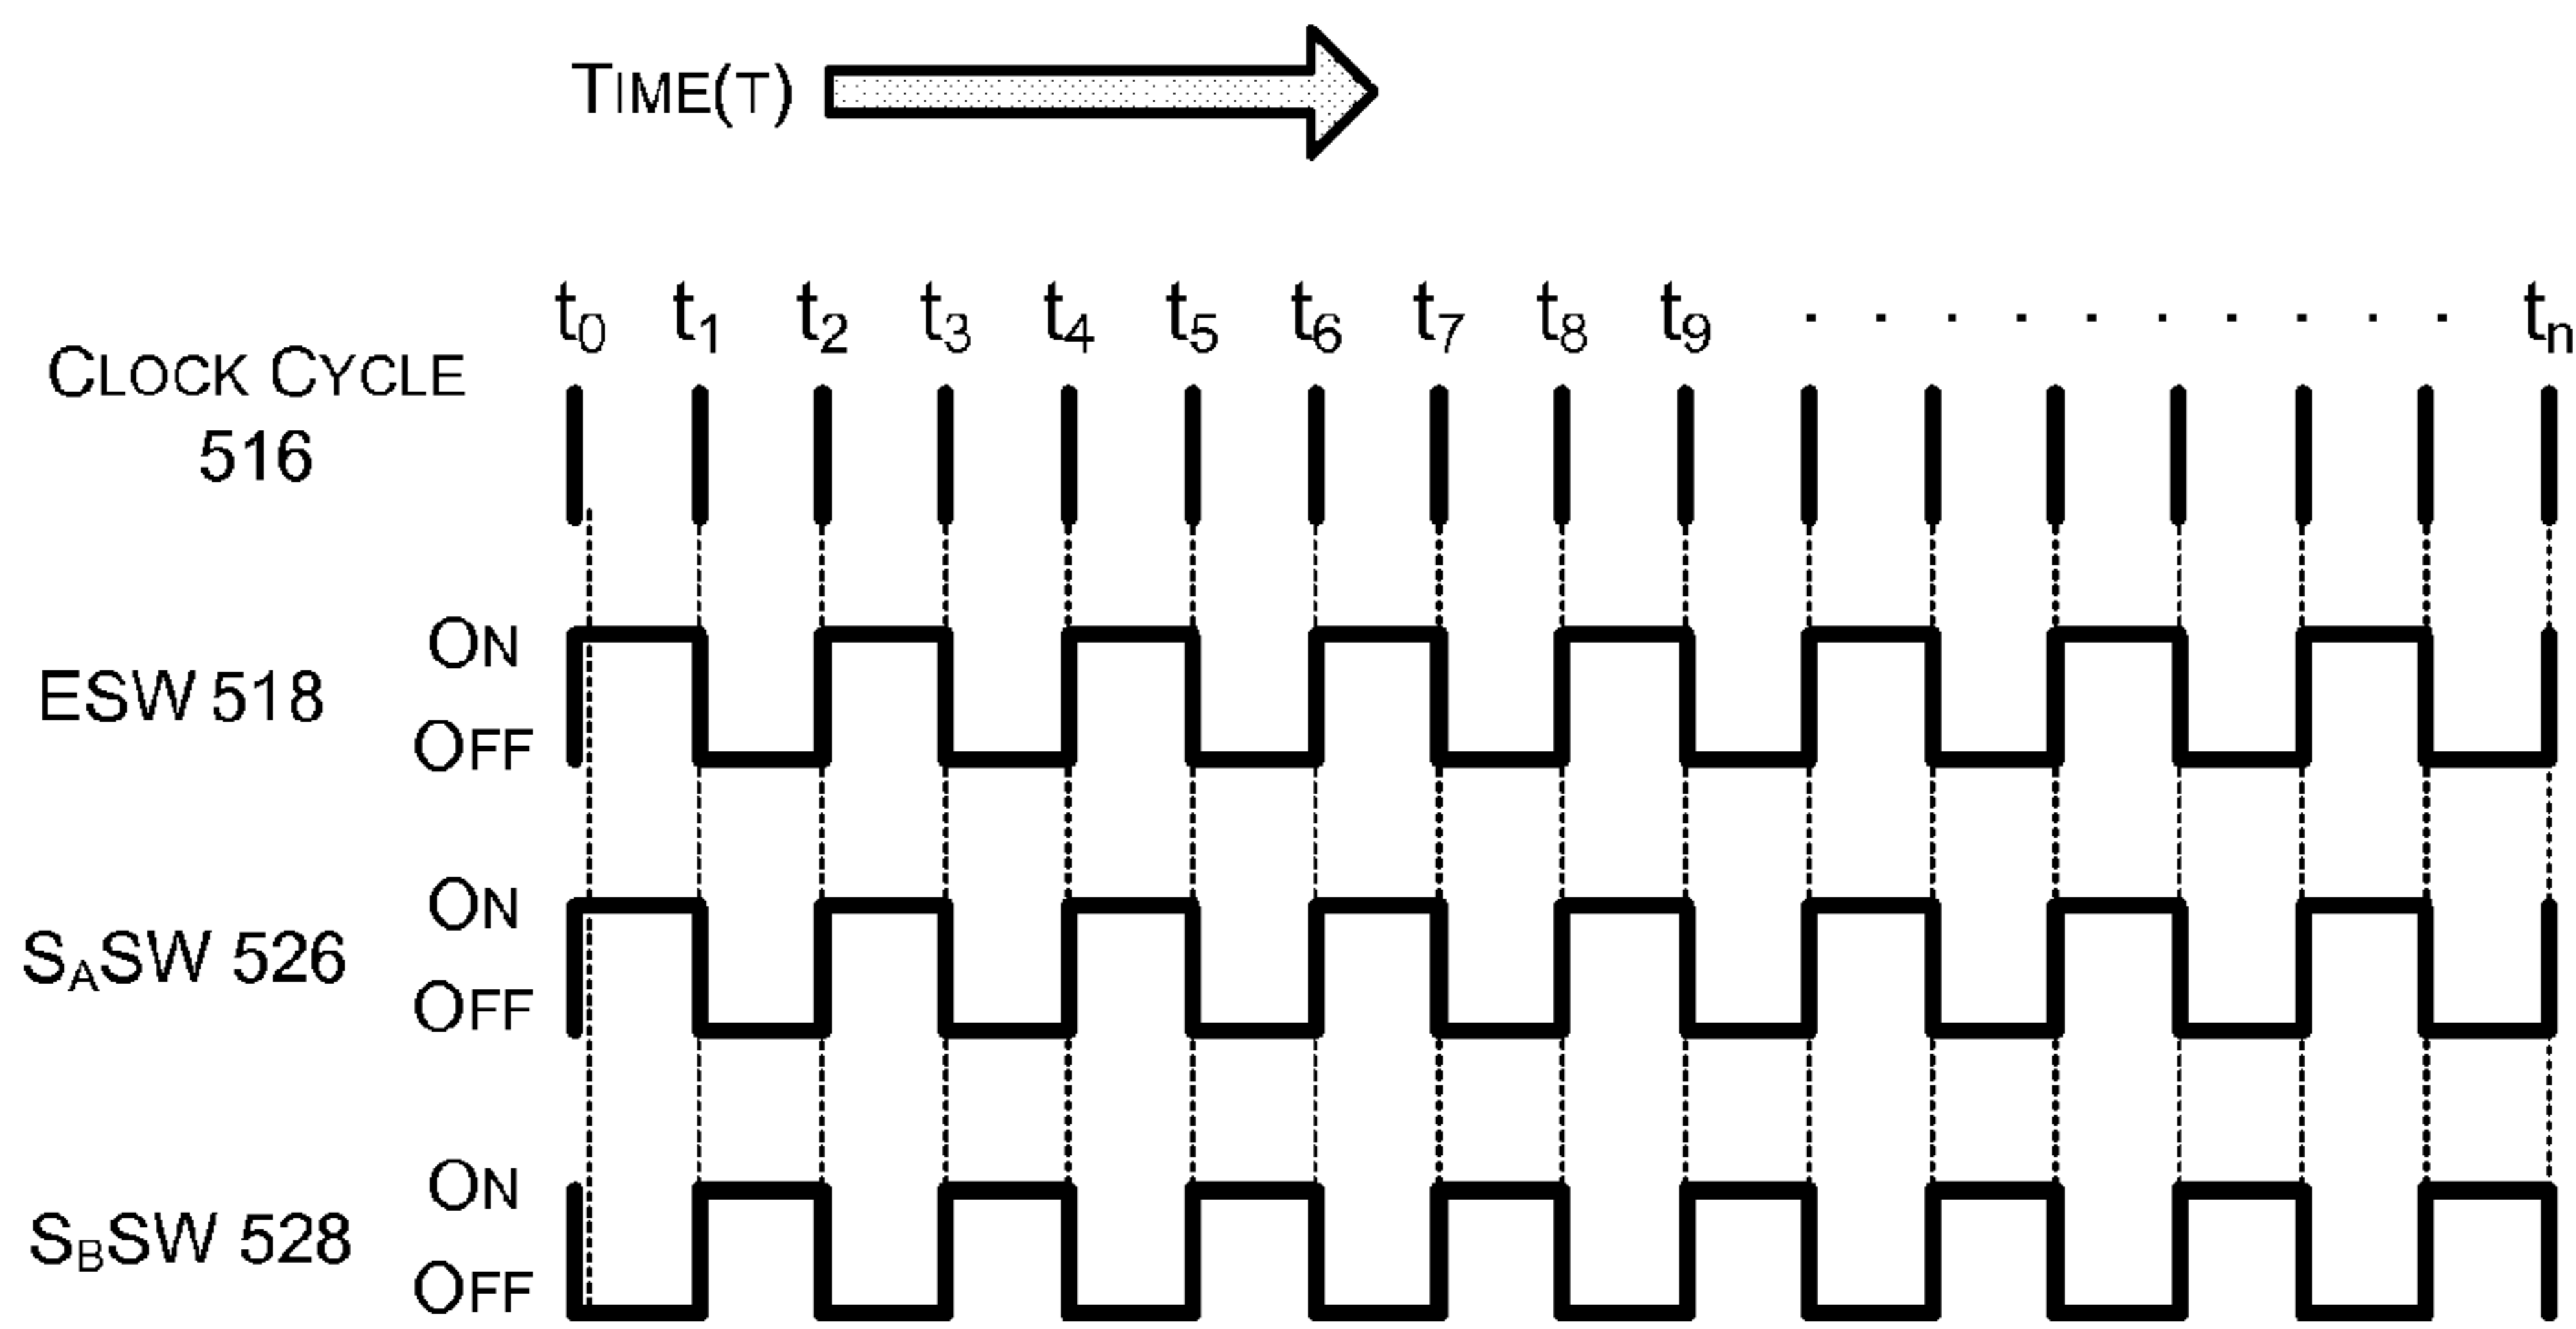 TIME(T)
t0 t1 t2 t3 t4 t5 t6 t7 t8 t9 . . . . . . . . . . tn
CLOCK CYCLE
516
ON
ESW 518
OFF
ON
SASW 526
OFF
ON
SBSW 528
OFF